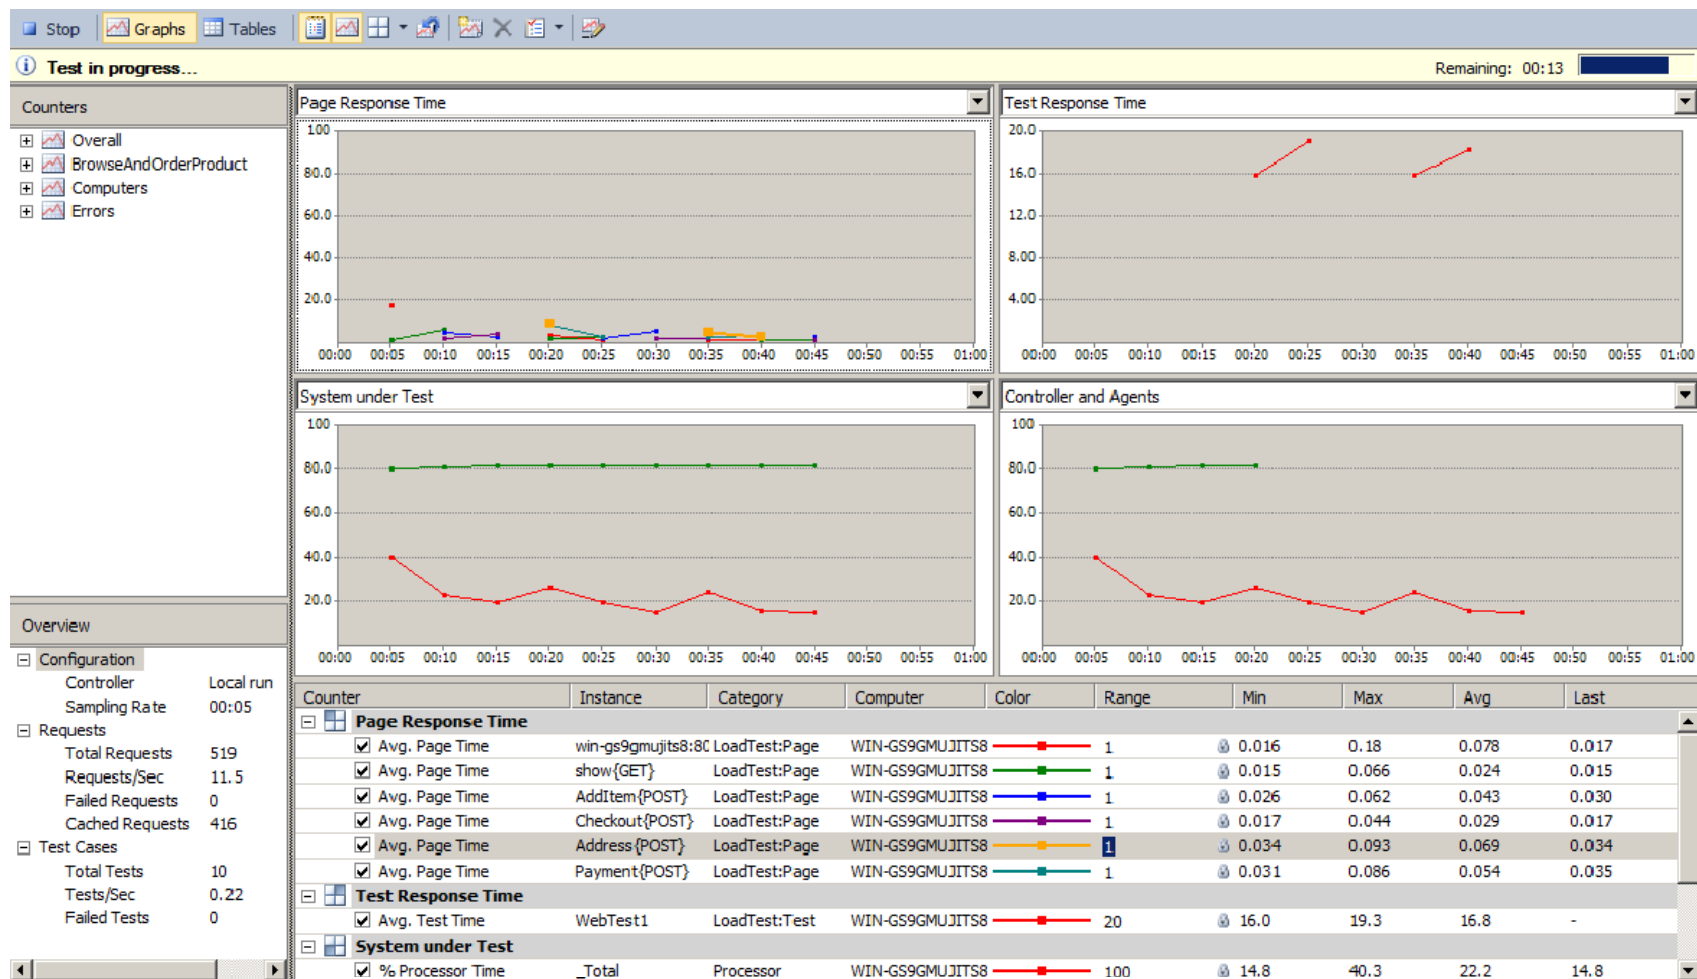 Stop Graphs Tables
Test in progress... Remaining: 00:13
Counters
Overall
BrowseAndOrderProduct
Computers
Errors
Page Response Time
100
80.0
60.0
40.0
20.0
00:00 00:05 00:10 00:15 00:20 00:25 00:30 00:35 00:40 00:45 00:50 00:55 01:00
Test Response Time
20.0
16.0
12.0
8.00
4.00
00:00 00:05 00:10 00:15 00:20 00:25 00:30 00:35 00:40 00:45 00:50 00:55 01:00
System under Test
100
80.0
60.0
40.0
20.0
00:00 00:05 00:10 00:15 00:20 00:25 00:30 00:35 00:40 00:45 00:50 00:55 01:00
Controller and Agents
100
80.0
60.0
40.0
20.0
00:00 00:05 00:10 00:15 00:20 00:25 00:30 00:35 00:40 00:45 00:50 00:55 01:00
Overview
Configuration
Controller Local run
Sampling Rate 00:05
Requests
Total Requests 519
Requests/Sec 11.5
Failed Requests 0
Cached Requests 416
Test Cases
Total Tests 10
Tests/Sec 0.22
Failed Tests 0
Counter Instance Category Computer Color Range Min Max Avg Last
Page Response Time
Avg. Page Time win-gs9gmujits8:80 LoadTest:Page WIN-GS9GMUJITS8 1 0.016 0.18 0.078 0.017
Avg. Page Time show{GET} LoadTest:Page WIN-GS9GMUJITS8 1 0.015 0.066 0.024 0.015
Avg. Page Time AddItem{POST} LoadTest:Page WIN-GS9GMUJITS8 1 0.026 0.062 0.043 0.030
Avg. Page Time Checkout{POST} LoadTest:Page WIN-GS9GMUJITS8 1 0.017 0.044 0.029 0.017
Avg. Page Time Address{POST} LoadTest:Page WIN-GS9GMUJITS8 1 0.034 0.093 0.069 0.034
Avg. Page Time Payment{POST} LoadTest:Page WIN-GS9GMUJITS8 1 0.031 0.086 0.054 0.035
Test Response Time
Avg. Test Time WebTest1 LoadTest:Test WIN-GS9GMUJITS8 20 16.0 19.3 16.8 -
System under Test
% Processor Time _Total Processor WIN-GS9GMUJITS8 100 14.8 40.3 22.2 14.8